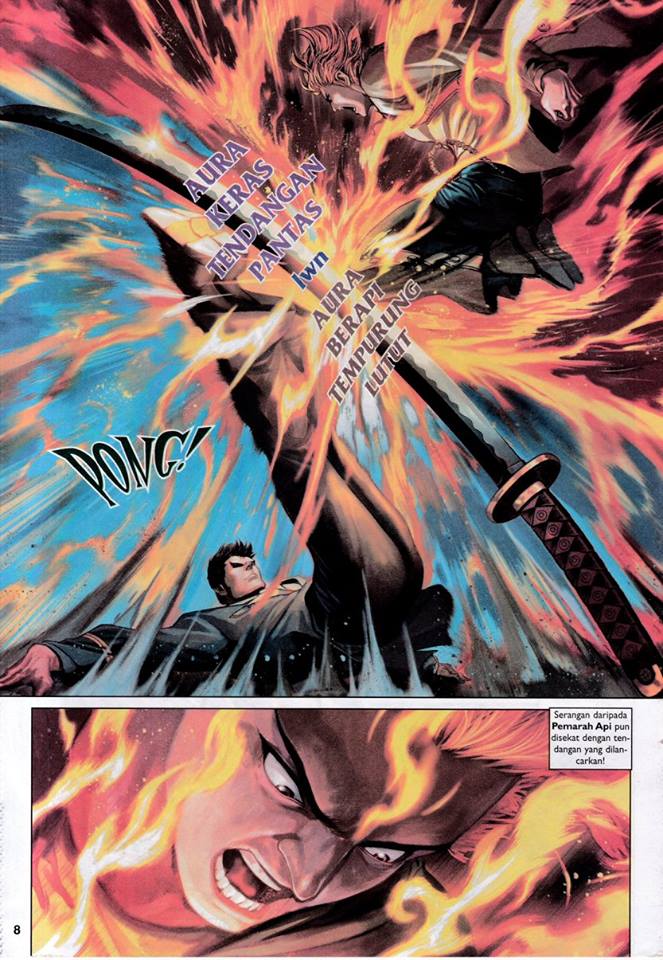 AURA
KERAS
TENDANGAN
PANTAS
lwn
AURA
BERAPI
TEMPURUNG
LUTUT
PONG!
Serangan daripada
Pemarah Api pun
disekat dengan ten-
dangan yang dilan-
carkan!
8